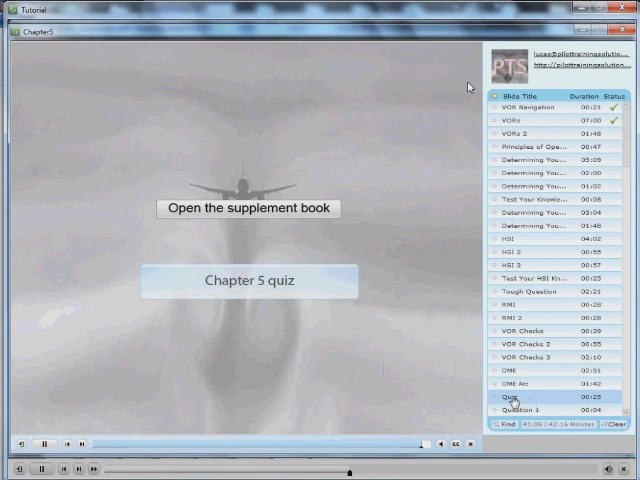 Tutorial
Chapter5
PTS
lucas@pilottrainingsolutio...
http://pilottrainingsolution...
Slide Title Duration Status
VOR Navigation 00:21
VORs 07:00
VORs 2 01:48
Principles of Ope... 00:47
Determining You... 05:09
Determining You... 02:00
Determining You... 01:02
Test Your Knowle... 00:08
Determining You... 03:04
Determining You... 01:48
HSI 04:02
HSI 2 00:55
HSI 3 00:57
Test Your HSI Kn... 00:25
Tough Question 02:21
RMI 00:28
RMI 2 00:28
VOR Checks 00:39
VOR Checks 2 00:55
VOR Checks 3 02:10
DME 02:51
DME Arc 01:42
Quiz 00:25
Question 1 00:04
Find 41:06 / 42:16 Minutes Clear
Open the supplement book
Chapter 5 quiz
CC